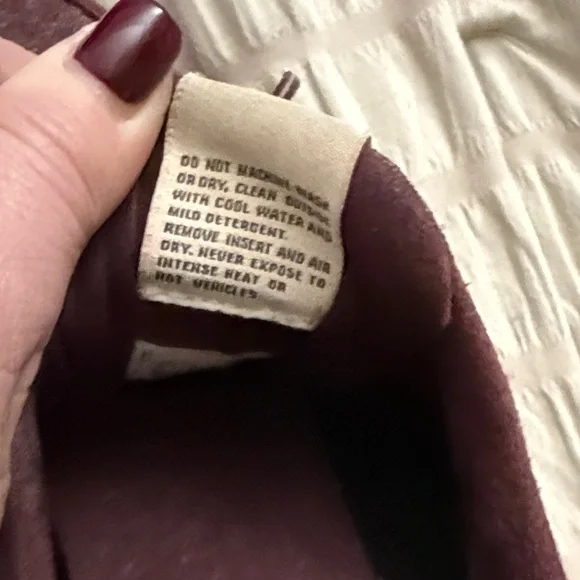 DO NOT MACHINE WASH
OR DRY, CLEAN OUTSIDE
WITH COOL WATER AND
MILD DETERGENT.
REMOVE INSERT AND AIR
DRY. NEVER EXPOSE TO
INTENSE HEAT OR
HOT VEHICLES